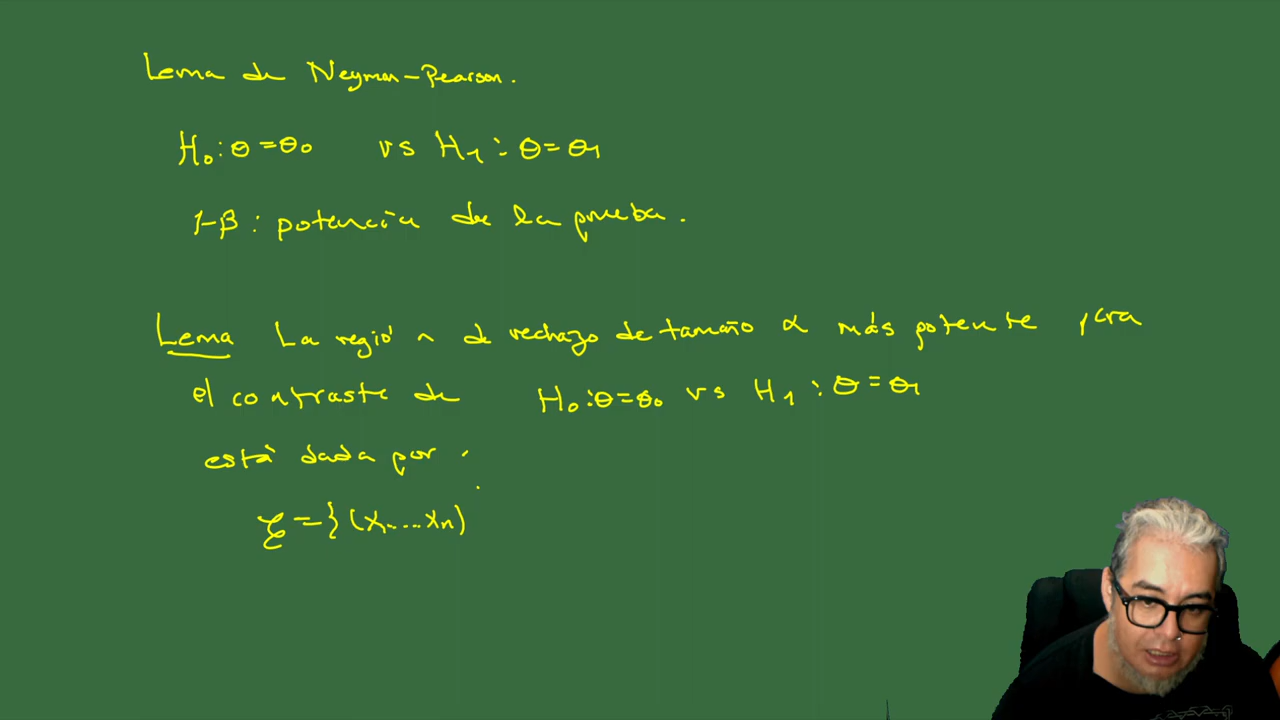 Lema de Neyman-Pearson.
H₀:θ=θ₀ vs H₁:θ=θ₁
1-β: potencia de la prueba.
Lema La región de rechazo de tamaño α más potente para
el contraste de H₀:θ=θ₀ vs H₁:θ=θ₁
está dada por:
={(x₁...xₙ)